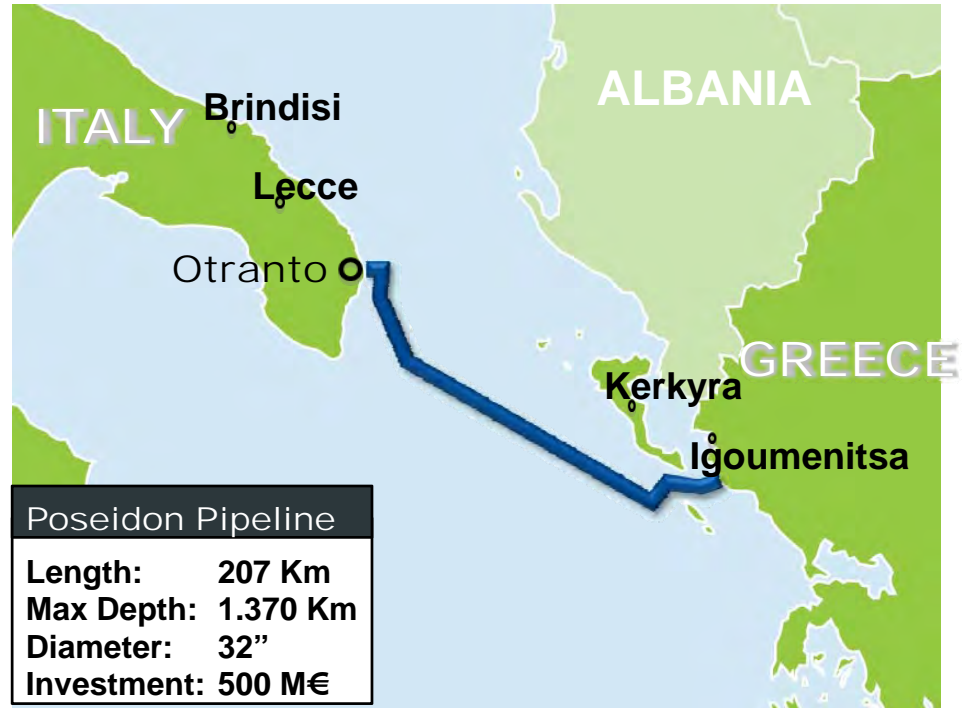 ALBANIA
ITALY
Brindisi
Lecce
Otranto
GREECE
Kerkyra
Igoumenitsa
Poseidon Pipeline
Length: 207 Km
Max Depth: 1.370 Km
Diameter: 32”
Investment: 500 M€